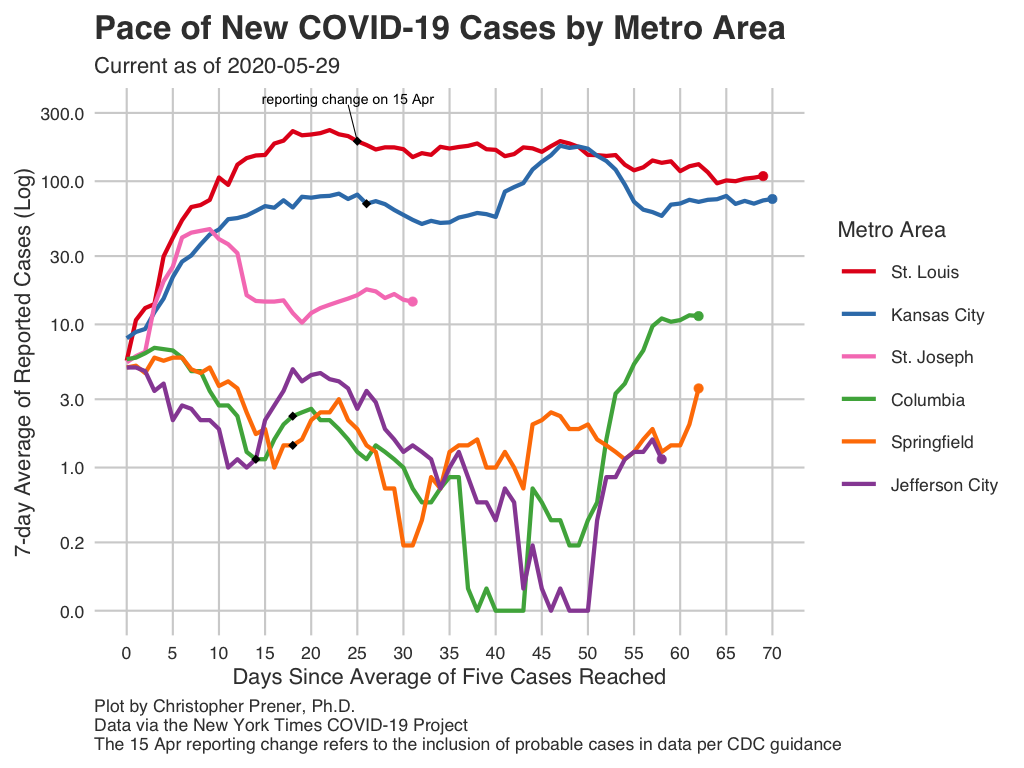 Pace of New COVID-19 Cases by Metro Area
Current as of 2020-05-29
reporting change on 15 Apr
7-day Average of Reported Cases (Log)
300.0
100.0
30.0
10.0
3.0
1.0
0.2
0.0
0 5 10 15 20 25 30 35 40 45 50 55 60 65 70
Days Since Average of Five Cases Reached
Metro Area
St. Louis
Kansas City
St. Joseph
Columbia
Springfield
Jefferson City
Plot by Christopher Prener, Ph.D.
Data via the New York Times COVID-19 Project
The 15 Apr reporting change refers to the inclusion of probable cases in data per CDC guidance